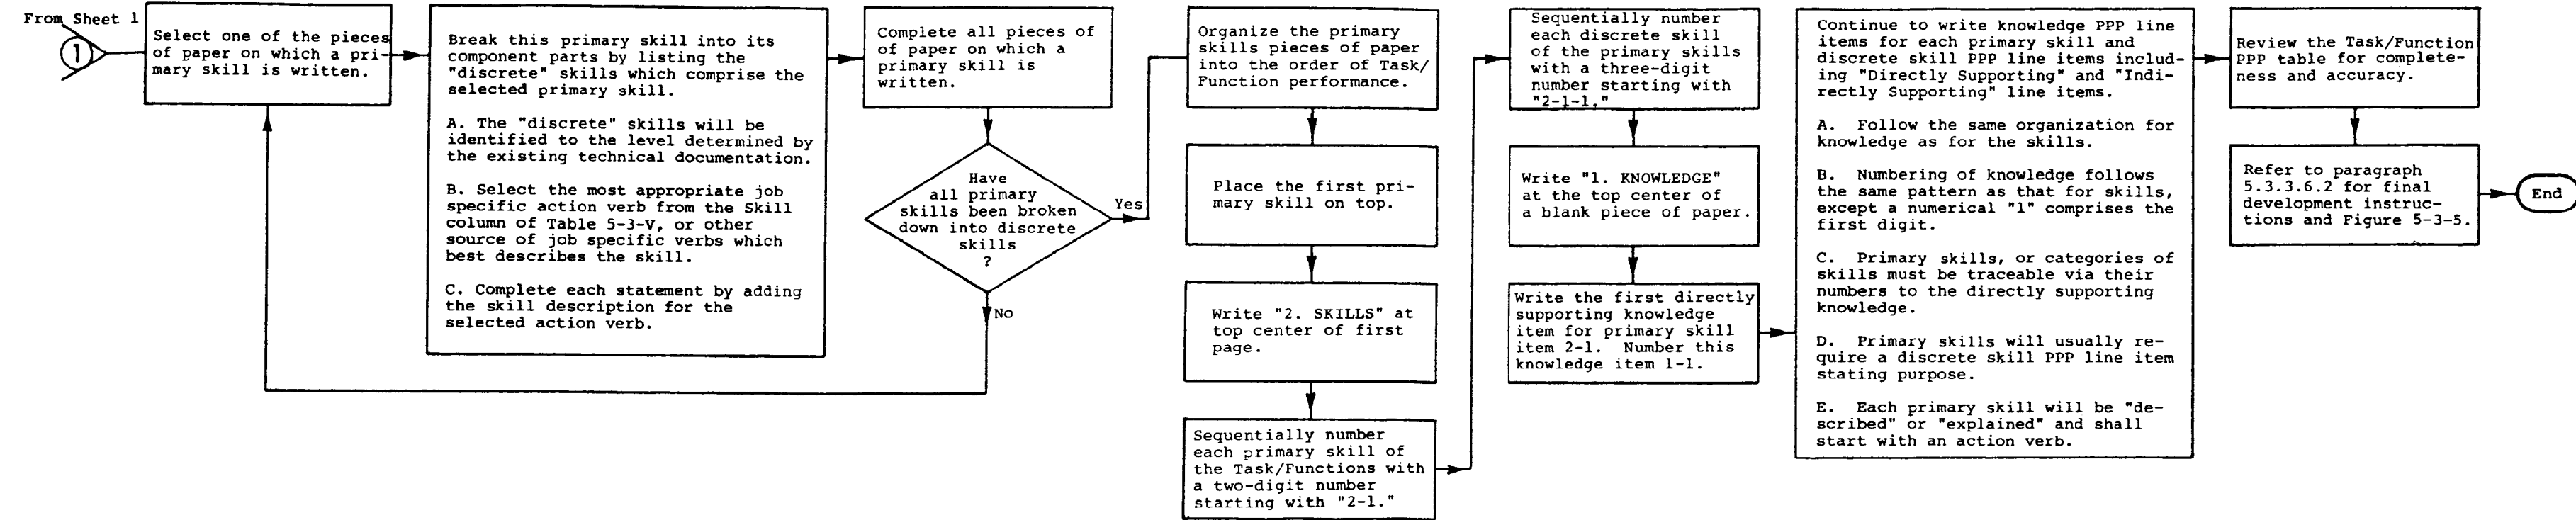 From Sheet 1
1
Select one of the pieces
of paper on which a pri-
mary skill is written.
Break this primary skill into its
component parts by listing the
"discrete" skills which comprise the
selected primary skill.
A. The "discrete" skills will be
identified to the level determined by
the existing technical documentation.
B. Select the most appropriate job
specific action verb from the Skill
column of Table 5-3-V, or other
source of job specific verbs which
best describes the skill.
C. Complete each statement by adding
the skill description for the
selected action verb.
Complete all pieces of
of paper on which a
primary skill is
written.
Have
all primary
skills been broken
down into discrete
skills
?
Yes
No
Organize the primary
skills pieces of paper
into the order of Task/
Function performance.
Place the first pri-
mary skill on top.
Write "2. SKILLS" at
top center of first
page.
Sequentially number
each primary skill of
the Task/Functions with
a two-digit number
starting with "2-1."
Sequentially number
each discrete skill
of the primary skills
with a three-digit
number starting with
"2-1-1."
Write "1. KNOWLEDGE"
at the top center of
a blank piece of paper.
Write the first directly
supporting knowledge
item for primary skill
item 2-1. Number this
knowledge item 1-1.
Continue to write knowledge PPP line
items for each primary skill and
discrete skill PPP line items includ-
ing "Directly Supporting" and "Indi-
rectly Supporting" line items.
A. Follow the same organization for
knowledge as for the skills.
B. Numbering of knowledge follows
the same pattern as that for skills,
except a numerical "1" comprises the
first digit.
C. Primary skills, or categories of
skills must be traceable via their
numbers to the directly supporting
knowledge.
D. Primary skills will usually re-
quire a discrete skill PPP line item
stating purpose.
E. Each primary skill will be "de-
scribed" or "explained" and shall
start with an action verb.
Review the Task/Function
PPP table for complete-
ness and accuracy.
Refer to paragraph
5.3.3.6.2 for final
development instruc-
tions and Figure 5-3-5.
End